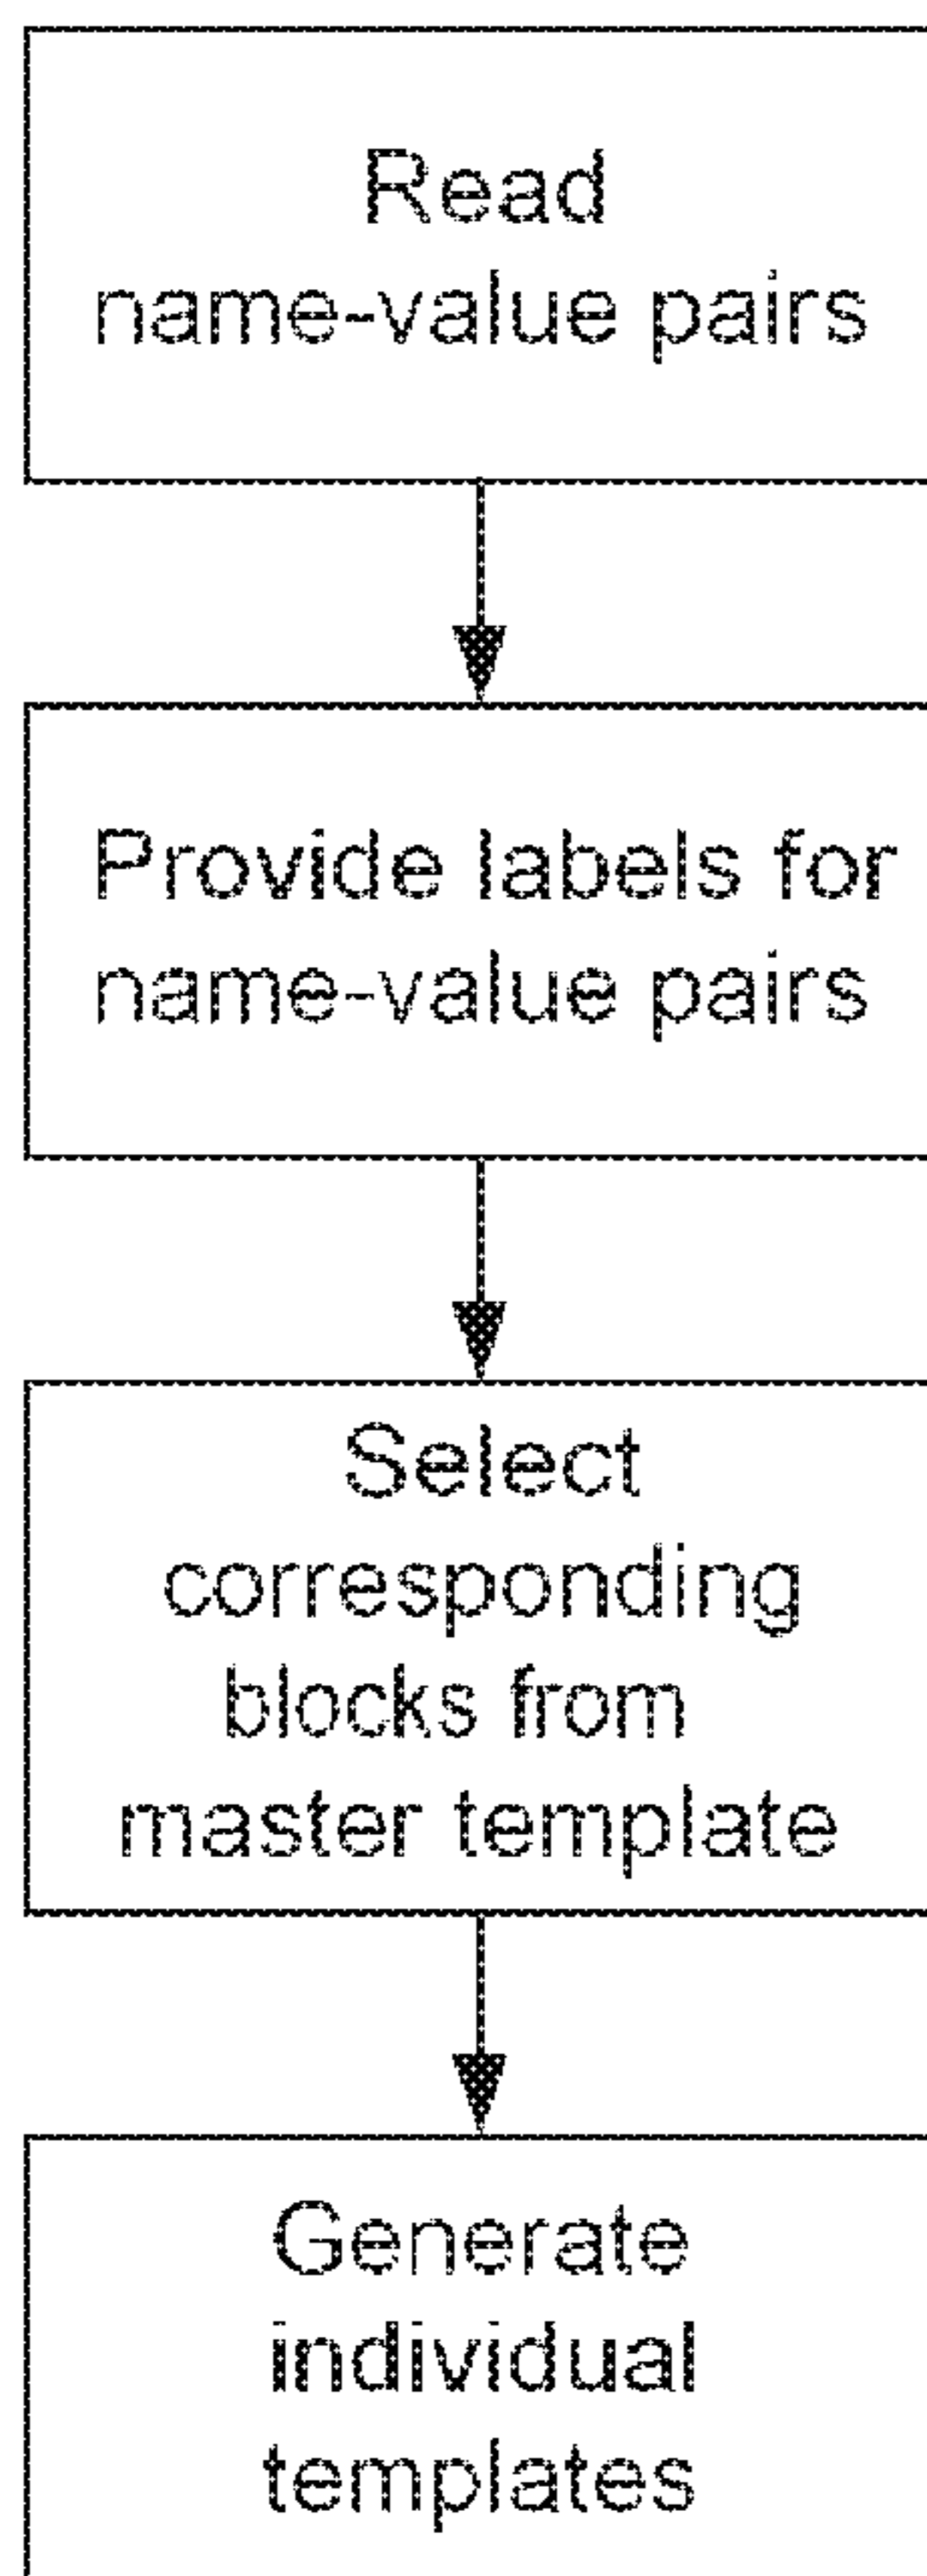 Read
name-value pairs
Provide labels for
name-value pairs
Select
corresponding
blocks from
master template
Generate
individual
templates